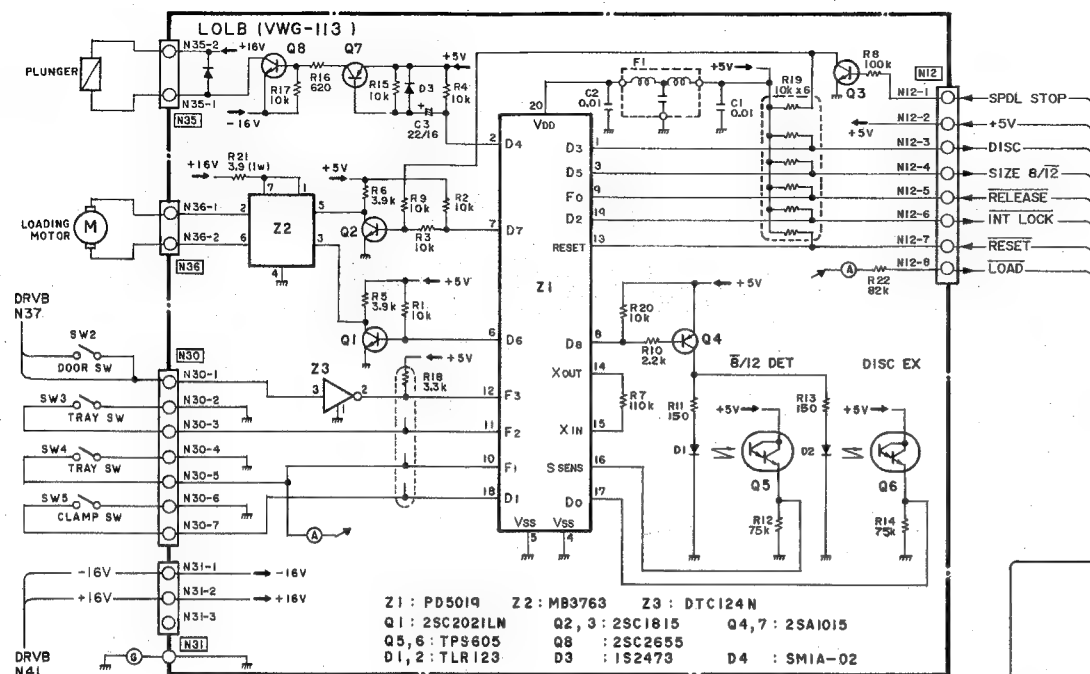 LOLB (VWG-113)
PLUNGER
N35-2
+16V
Q8
Q7
R16
620
R17
10k
-16V
N35-1
N35
R15
10k
D3
C3
22/16
R4
10k
+5V
F1
C2
0.01
C1
0.01
+5V
R19
10k x6
R8
100k
Q3
N12
N12-1
SPDL STOP
N12-2
+5V
+5V
N12-3
DISC
N12-4
SIZE 8/12
N12-5
RELEASE
N12-6
INT LOCK
N12-7
RESET
N12-8
LOAD
A
R22
82k
20
VDD
2
D4
D3
1
D5
3
F0
9
D2
19
RESET
13
Z1
7
D7
6
D6
D8
8
XOUT
14
XIN
15
12
F3
11
F2
10
F1
18
D1
S SENS
16
D0
17
VSS
VSS
5
4
+16V
R21
3.9 (1w)
+5V
7
1
R6
3.9k
R9
10k
R2
10k
LOADING
MOTOR
M
N36-1
2
Z2
5
Q2
R3
10k
N36-2
6
3
4
N36
R5
3.9k
R1
10k
+5V
Q1
DRVB
N37
SW2
DOOR SW
N30
N30-1
Z3
3
2
1
+5V
R18
3.3k
SW3
TRAY SW
N30-2
N30-3
SW4
TRAY SW
N30-4
N30-5
SW5
CLAMP SW
N30-6
N30-7
A
R20
10k
+5V
R10
2.2k
Q4
8/12 DET
DISC EX
R7
110k
R11
150
+5V
R13
150
+5V
D1
Q5
D2
Q6
R12
75k
R14
75k
-16V
N31-1
-16V
+16V
N31-2
+16V
N31-3
N31
DRVB
N41
G
Z1 : PD5019 Z2 : MB3763 Z3 : DTC124N
Q1 : 2SC2021LN Q2, 3 : 2SC1815 Q4, 7 : 2SA1015
Q5, 6 : TPS605 Q8 : 2SC2655
D1, 2 : TLR123 D3 : 1S2473 D4 : SM1A-02